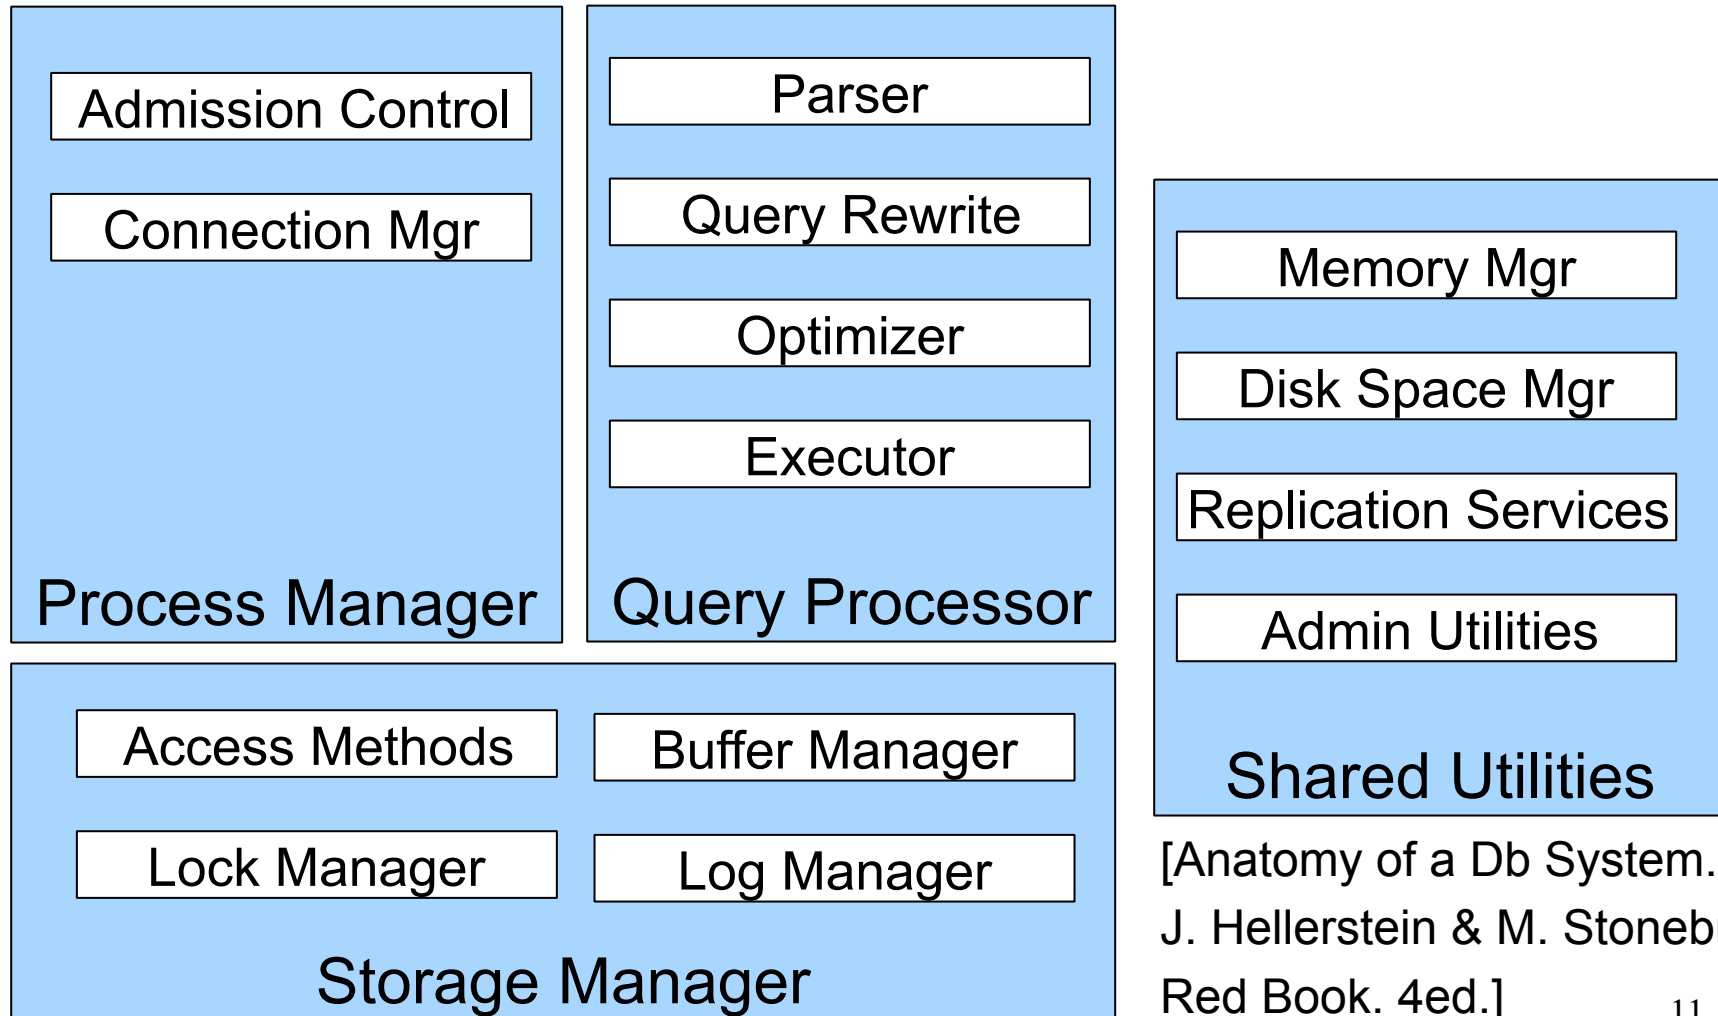 Admission Control
Connection Mgr
Process Manager
Parser
Query Rewrite
Optimizer
Executor
Query Processor
Access Methods
Buffer Manager
Lock Manager
Log Manager
Storage Manager
Memory Mgr
Disk Space Mgr
Replication Services
Admin Utilities
Shared Utilities
[Anatomy of a Db System.
J. Hellerstein & M.
Red Book. 4ed.]
11